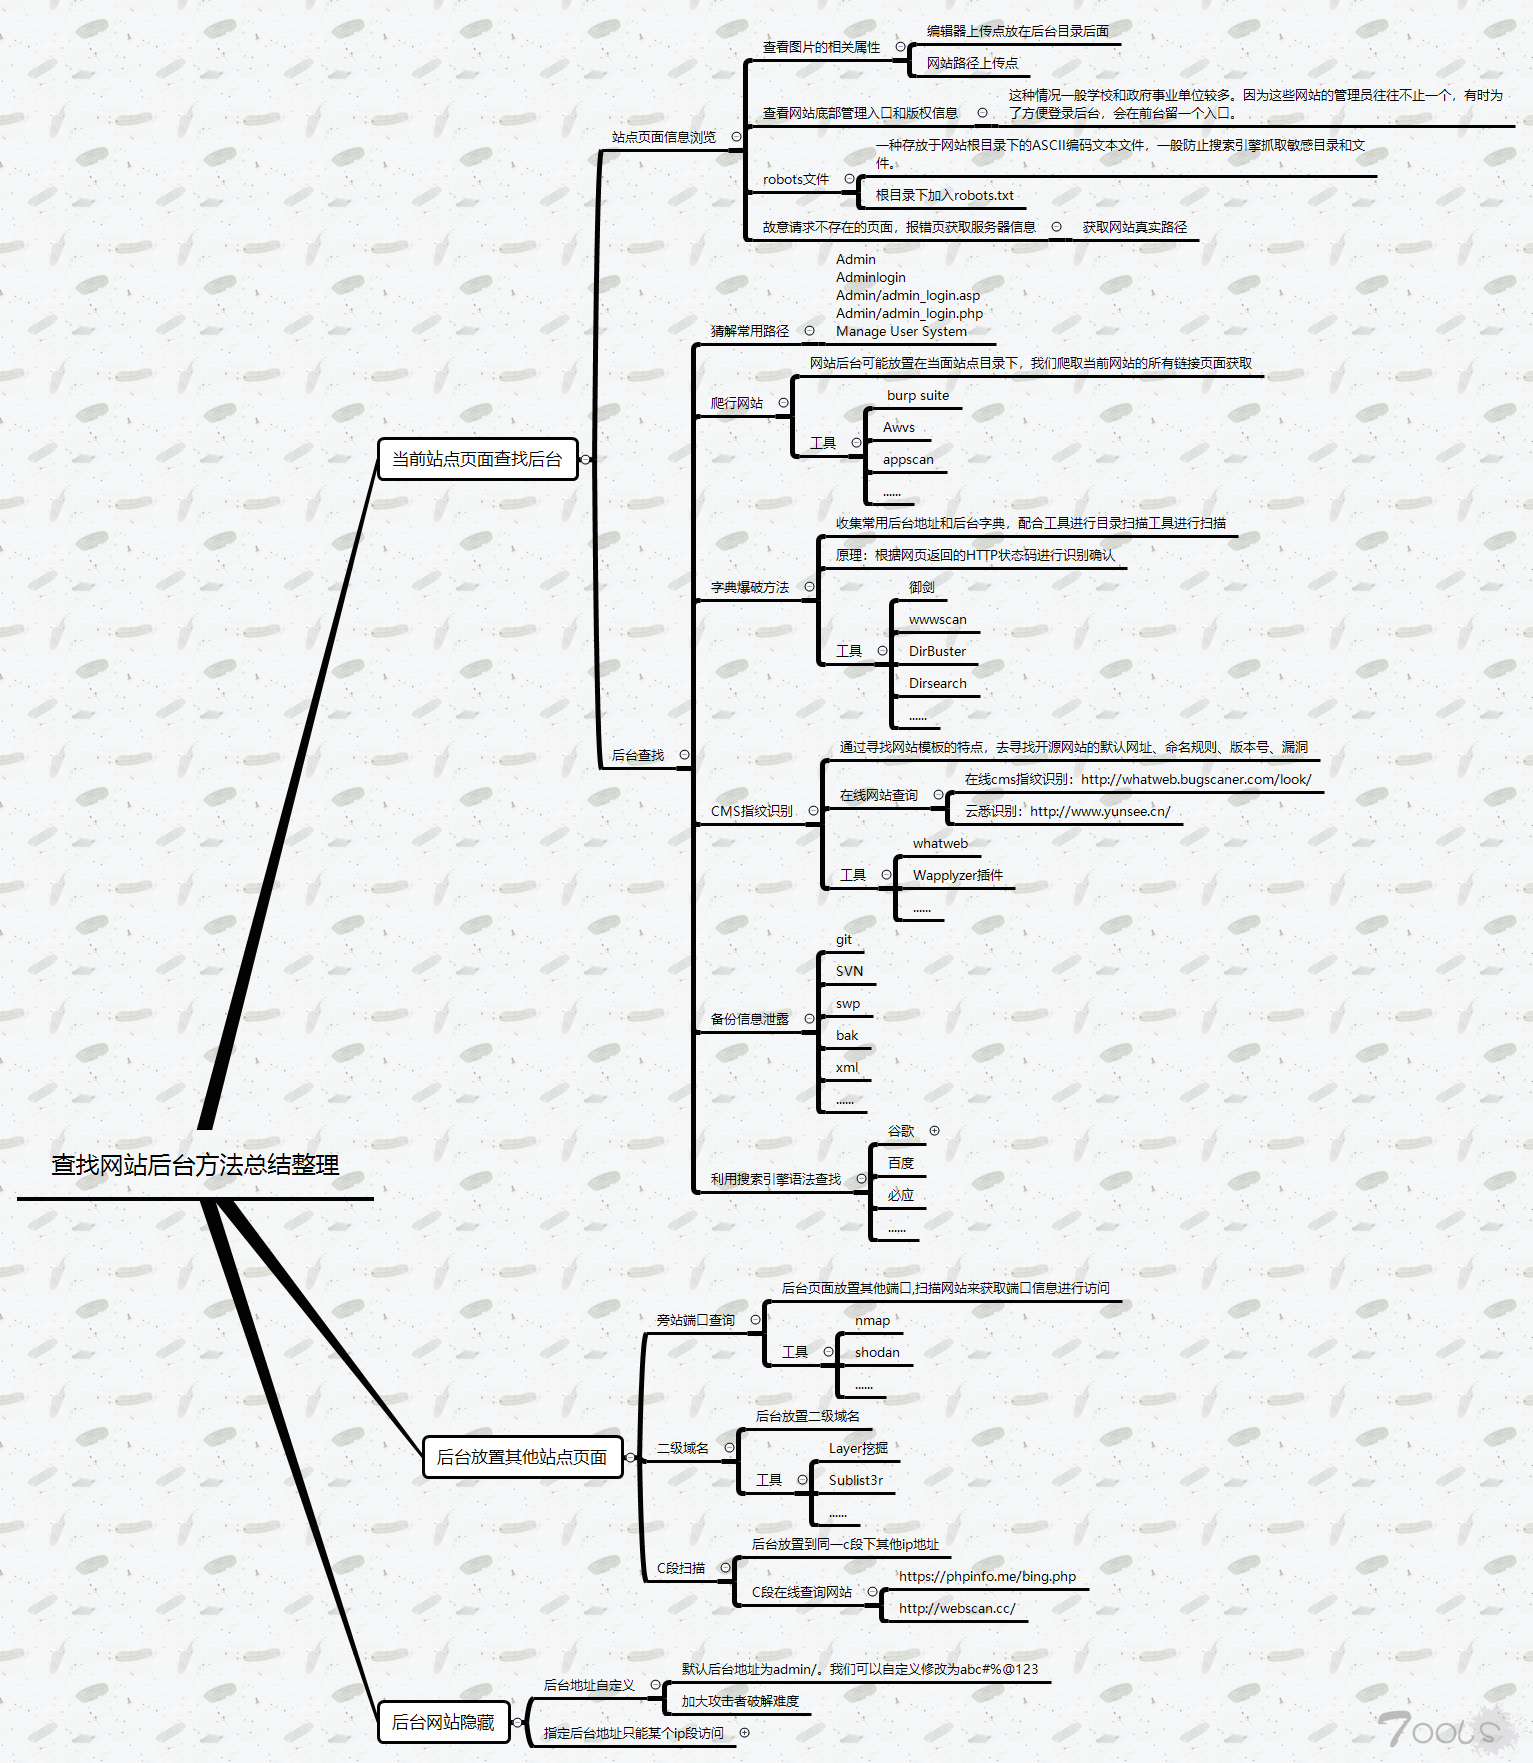 查找网站后台方法总结整理
当前站点页面查找后台
站点页面信息浏览
查看图片的相关属性
编辑器上传点放在后台目录后面
网站路径上传点
查看网站底部管理入口和版权信息
这种情况一般学校和政府事业单位较多。因为这些网站的管理员往往不止一个，有时为
了方便登录后台，会在前台留一个入口。
robots文件
一种存放于网站根目录下的ASCII编码文本文件，一般防止搜索引擎抓取敏感目录和文
件。
根目录下加入robots.txt
故意请求不存在的页面，报错页获取服务器信息
获取网站真实路径
后台查找
猜解常用路径
Admin
Adminlogin
Admin/admin_login.asp
Admin/admin_login.php
Manage User System
爬行网站
网站后台可能放置在当面站点目录下，我们爬取当前网站的所有链接页面获取
工具
burp suite
Awvs
appscan
......
字典爆破方法
收集常用后台地址和后台字典，配合工具进行目录扫描工具进行扫描
原理：根据网页返回的HTTP状态码进行识别确认
工具
御剑
wwwscan
DirBuster
Dirsearch
......
CMS指纹识别
通过寻找网站模板的特点，去寻找开源网站的默认网址、命名规则、版本号、漏洞
在线网站查询
在线cms指纹识别：http://whatweb.bugscaner.com/look/
云悉识别：http://www.yunsee.cn/
工具
whatweb
Wapplyzer插件
......
备份信息泄露
git
SVN
swp
bak
xml
......
利用搜索引擎语法查找
谷歌
百度
必应
......
后台放置其他站点页面
旁站端口查询
后台页面放置其他端口,扫描网站来获取端口信息进行访问
工具
nmap
shodan
......
二级域名
后台放置二级域名
工具
Layer挖掘
Sublist3r
......
C段扫描
后台放置到同一c段下其他ip地址
C段在线查询网站
https://phpinfo.me/bing.php
http://webscan.cc/
后台网站隐藏
后台地址自定义
默认后台地址为admin/。我们可以自定义修改为abc#%@123
加大攻击者破解难度
指定后台地址只能某个ip段访问
7ools